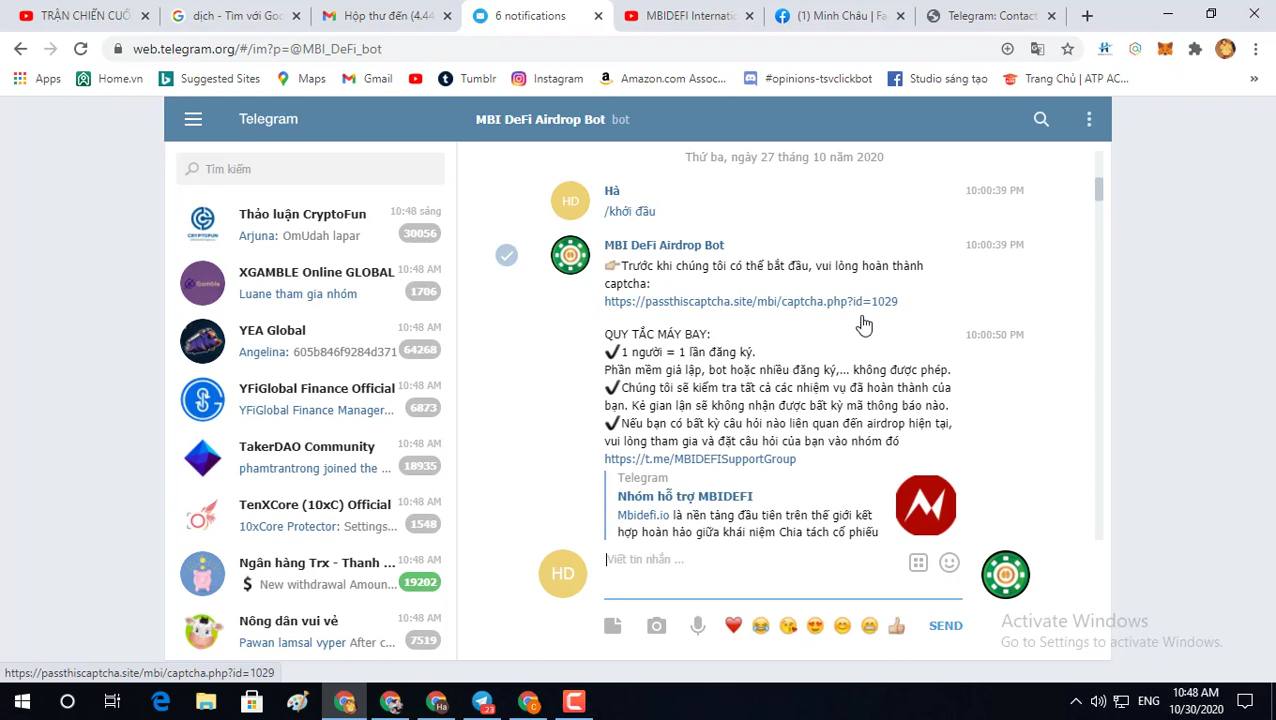 TRẬN CHIẾN CUỐ
dịch - Tìm với Goo
Hộp thư đến (4.44
6 notifications
MBIDEFI Internatio
(1) Minh Châu | Fa
Telegram: Contact
web.telegram.org/#/im?p=@MBI_DeFi_bot
Apps
Home.vn
Suggested Sites
Maps
Gmail
Tumblr
Instagram
Amazon.com Assoc...
#opinions-tsvclickbot
Studio sáng tạo
Trang Chủ | ATP AC...
Telegram
MBI DeFi Airdrop Bot bot
Tìm kiếm
Thảo luận CryptoFun
10:48 sáng
Arjuna: OmUdah lapar
30056
XGAMBLE Online GLOBAL
10:48 AM
Luane tham gia nhóm
1706
YEA Global
10:48 AM
Angelina: 605b846f9284d371
64268
YFiGlobal Finance Official
10:48 AM
YFiGlobal Finance Manager...
6873
TakerDAO Community
10:48 AM
phamtrantrong joined the ...
18935
TenXCore (10xC) Official
10:48 AM
10xCore Protector: Settings...
1548
Ngân hàng Trx - Thanh ...
10:48 AM
New withdrawal Amoun...
19202
Nông dân vui vẻ
10:48 AM
Pawan lamsal vyper After c...
7519
Thứ ba, ngày 27 tháng 10 năm 2020
HD
Hà
10:00:39 PM
/khởi đầu
MBI DeFi Airdrop Bot
10:00:39 PM
👉Trước khi chúng tôi có thể bắt đầu, vui lòng hoàn thành
captcha:
https://passthiscaptcha.site/mbi/captcha.php?id=1029
QUY TẮC MÁY BAY:
10:00:50 PM
✔1 người = 1 lần đăng ký.
Phần mềm giả lập, bot hoặc nhiều đăng ký,... không được phép.
✔Chúng tôi sẽ kiểm tra tất cả các nhiệm vụ đã hoàn thành của
bạn. Kẻ gian lận sẽ không nhận được bất kỳ mã thông báo nào.
✔Nếu bạn có bất kỳ câu hỏi nào liên quan đến airdrop hiện tại,
vui lòng tham gia và đặt câu hỏi của bạn vào nhóm đó
https://t.me/MBIDEFISupportGroup
Telegram
Nhóm hỗ trợ MBIDEFI
Mbidefi.io là nền tảng đầu tiên trên thế giới kết
hợp hoàn hảo giữa khái niệm Chia tách cổ phiếu
HD
Viết tin nhắn ...
SEND
Activate Windows
Go to Settings to activate Windows.
https://passthiscaptcha.site/mbi/captcha.php?id=1029
23
Ha
ENG
10:48 AM
10/30/2020